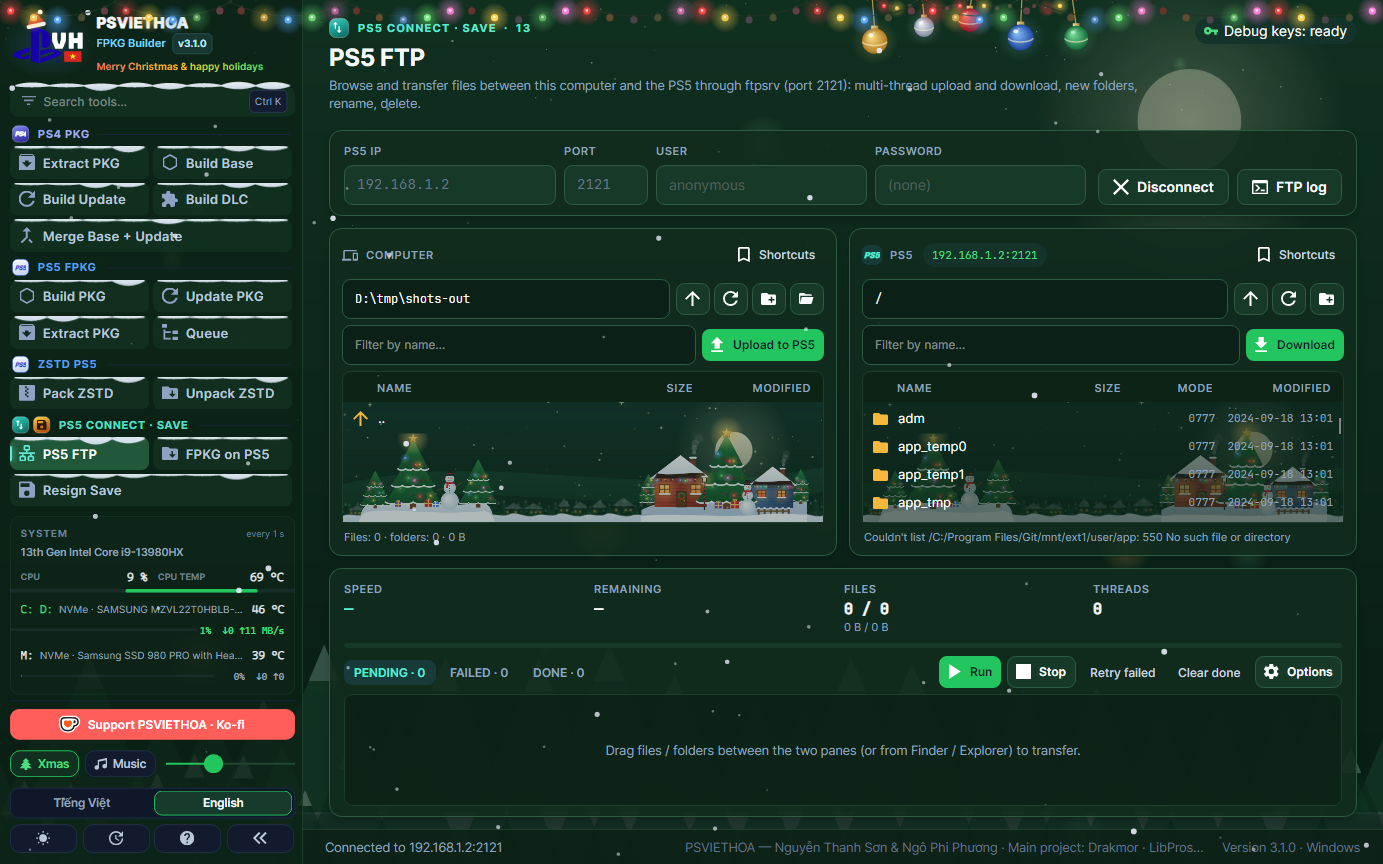 VH
PSVIETHOA
FPKG Builder v3.1.0
Merry Christmas & happy holidays
Search tools... Ctrl K
PS4 PKG
Extract PKG
Build Base
Build Update
Build DLC
Merge Base + Update
PS5 PS5 FPKG
Build PKG
Update PKG
Extract PKG
Queue
PS5 ZSTD PS5
Pack ZSTD
Unpack ZSTD
PS5 CONNECT · SAVE
PS5 FTP
FPKG on PS5
Resign Save
SYSTEM every 1 s
13th Gen Intel Core i9-13980HX
CPU 9 % CPU TEMP 69 °C
C: D: NVMe · SAMSUNG MZVL22T0HBLB-... 46 °C
1% ↓0 ↑11 MB/s
M: NVMe · Samsung SSD 980 PRO with Hea... 39 °C
0% ↓0 ↑0
Support PSVIETHOA · Ko-fi
Xmas
Music
Tiếng Việt
English
PS5 CONNECT · SAVE · 13
Debug keys: ready
PS5 FTP
Browse and transfer files between this computer and the PS5 through ftpsrv (port 2121): multi-thread upload and download, new folders,
rename, delete.
PS5 IP
PORT
USER
PASSWORD
192.168.1.2
2121
anonymous
(none)
Disconnect
FTP log
COMPUTER
Shortcuts
D:\tmp\shots-out
Filter by name...
Upload to PS5
NAME SIZE MODIFIED
..
Files: 0 · folders: 0 · 0 B
PS5 PS5 192.168.1.2:2121
Shortcuts
/
Filter by name...
Download
NAME SIZE MODE MODIFIED
adm 0777 2024-09-18 13:01
app_temp0 0777 2024-09-18 13:01
app_temp1 0777 2024-09-18 13:01
app_tmp 0777 2024-09-18 13:01
Couldn't list /C:/Program Files/Git/mnt/ext1/user/app: 550 No such file or directory
SPEED REMAINING FILES THREADS
— — 0 / 0 0
0 B / 0 B
PENDING · 0 FAILED · 0 DONE · 0
Run
Stop
Retry failed
Clear done
Options
Drag files / folders between the two panes (or from Finder / Explorer) to transfer.
Connected to 192.168.1.2:2121
PSVIETHOA — Nguyễn Thanh Sơn & Ngô Phi Phương · Main project: Drakmor · LibPros...
Version 3.1.0 · Windows